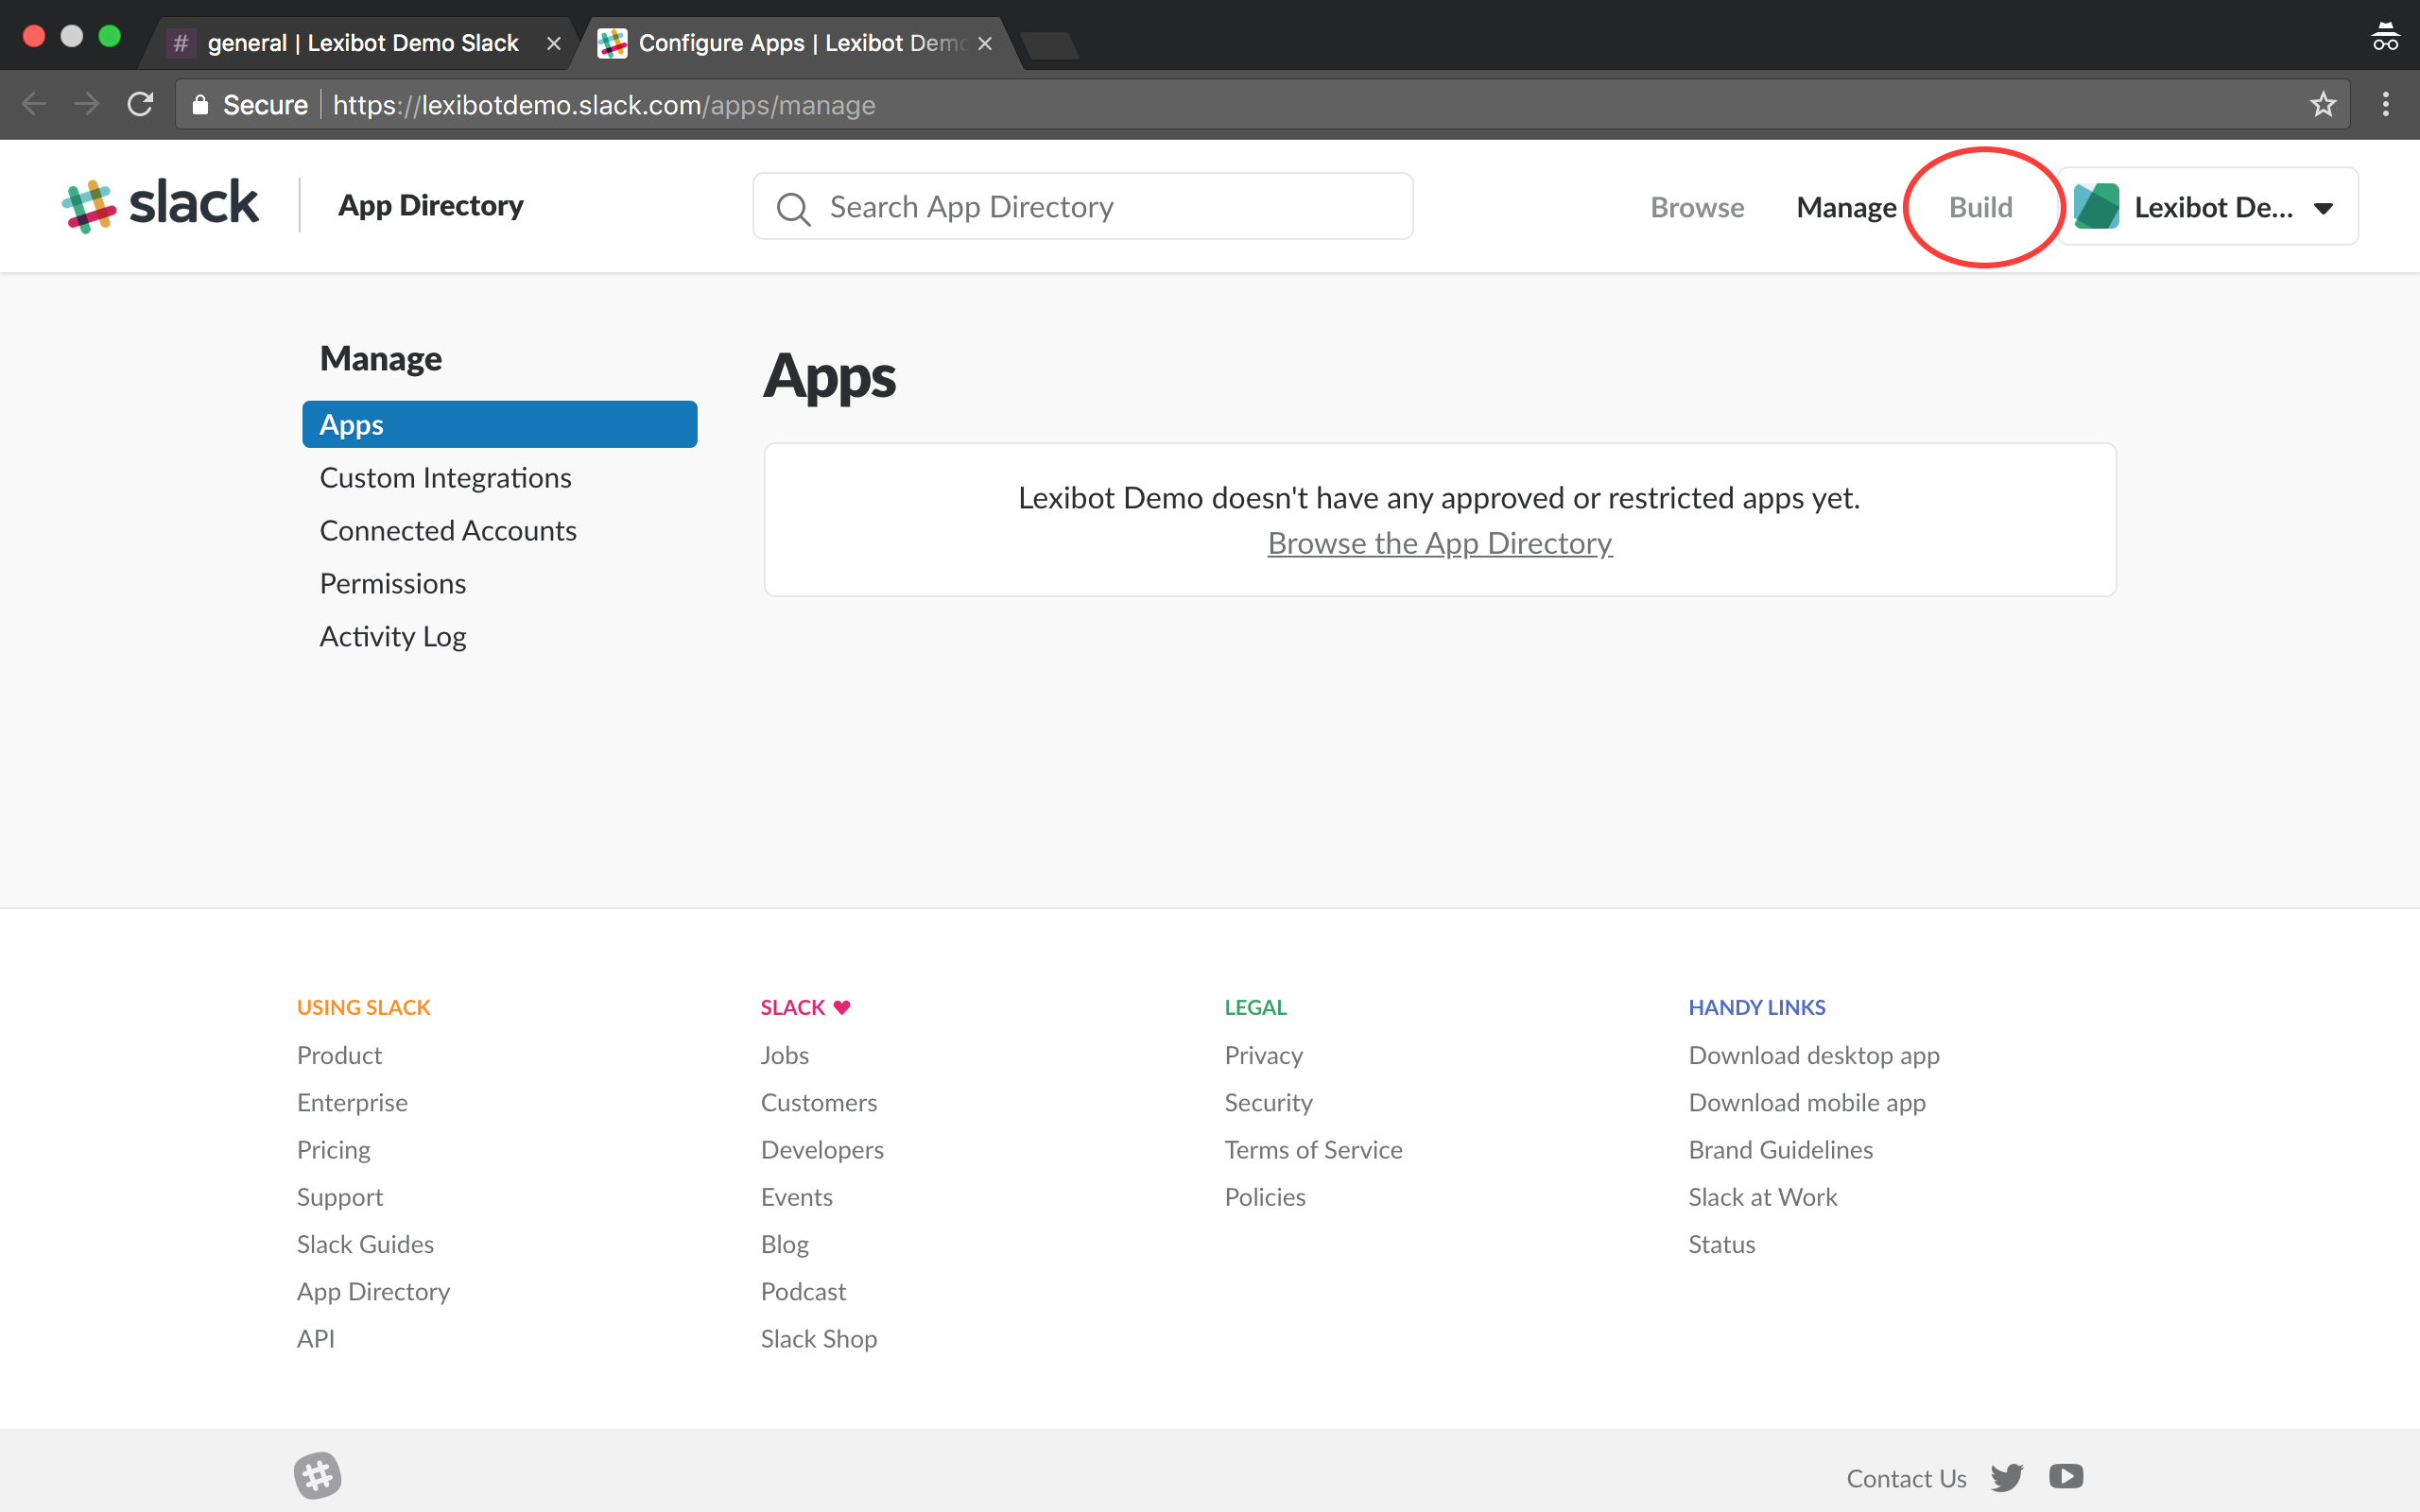 # general | Lexibot Demo Slack
Configure Apps | Lexibot Demo
Secure https://lexibotdemo.slack.com/apps/manage
slack
App Directory
Search App Directory
Browse
Manage
Build
Lexibot De...
Manage
Apps
Custom Integrations
Connected Accounts
Permissions
Activity Log
Apps
Lexibot Demo doesn't have any approved or restricted apps yet.
Browse the App Directory
USING SLACK
Product
Enterprise
Pricing
Support
Slack Guides
App Directory
API
SLACK ♥
Jobs
Customers
Developers
Events
Blog
Podcast
Slack Shop
LEGAL
Privacy
Security
Terms of Service
Policies
HANDY LINKS
Download desktop app
Download mobile app
Brand Guidelines
Slack at Work
Status
Contact Us